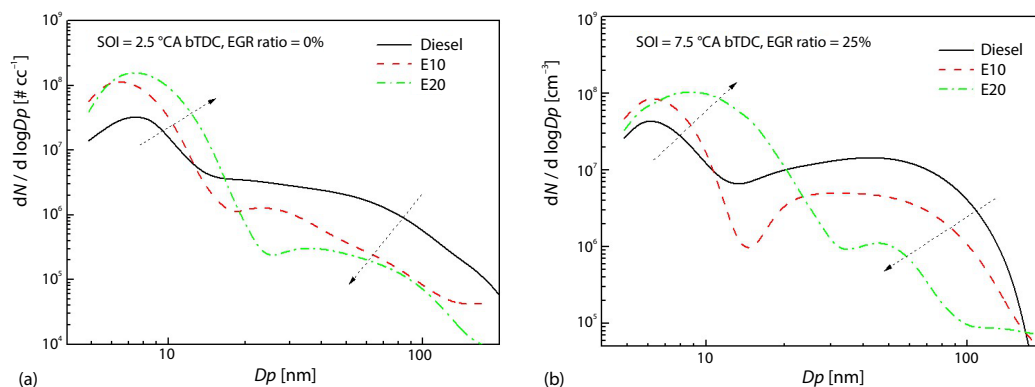 dN / d logDp [# cc⁻¹]
10⁹
10⁸
10⁷
10⁶
10⁵
10⁴
SOI = 2.5 °CA bTDC, EGR ratio = 0%
Diesel
E10
E20
10
100
Dp [nm]
(a)
dN / d logDp [cm⁻³]
10⁹
10⁸
10⁷
10⁶
10⁵
SOI = 7.5 °CA bTDC, EGR ratio = 25%
Diesel
E10
E20
10
100
Dp [nm]
(b)